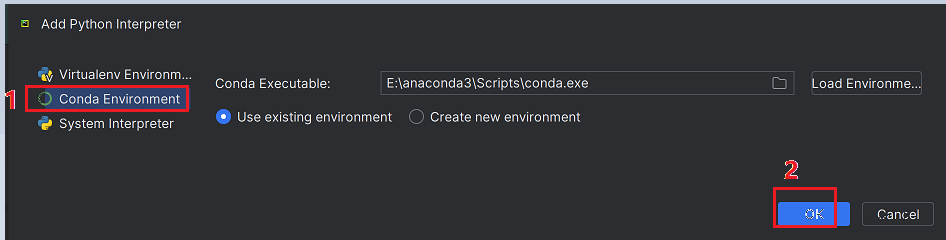 Add Python Interpreter
Virtualenv Environm...
1 Conda Environment
System Interpreter
Conda Executable: E:\anaconda3\Scripts\conda.exe Load Environme...
Use existing environment Create new environment
2
OK Cancel